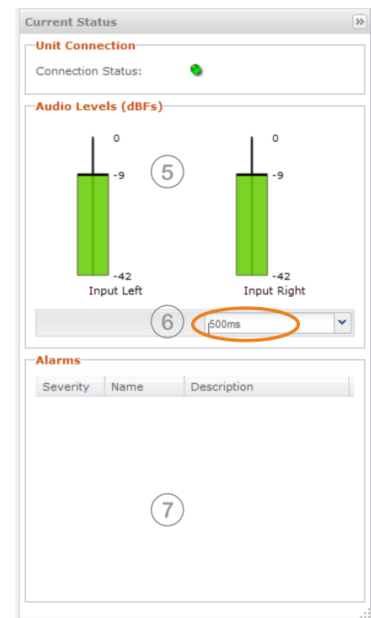 Current Status
Unit Connection
Connection Status:
Audio Levels (dBFs)
0 0
5
-9 -9
-42 -42
Input Left Input Right
6 500ms
Alarms
Severity Name Description
7